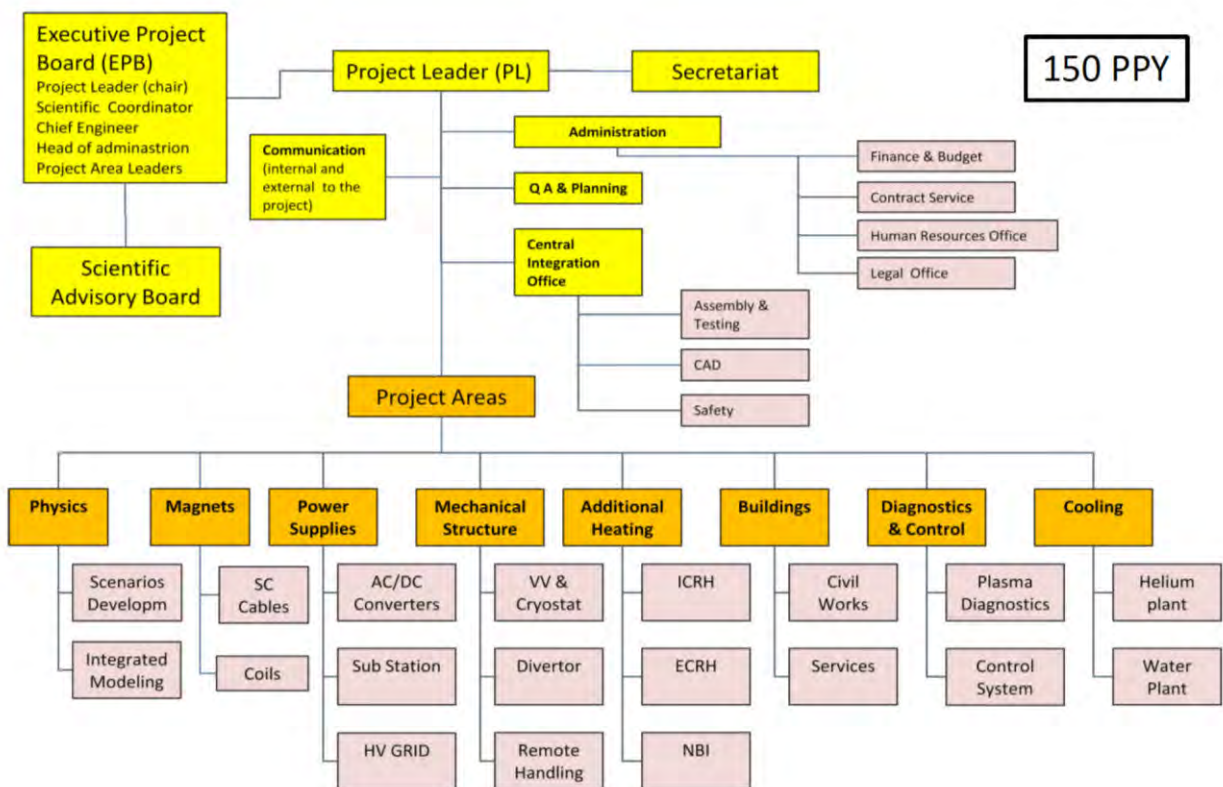 Executive Project
Board (EPB)
Project Leader (chair)
Scientific Coordinator
Chief Engineer
Head of adminastrion
Project Area Leaders
Project Leader (PL)
Secretariat
150 PPY
Communication
(internal and
external to the
project)
Administration
Q A & Planning
Central
Integration
Office
Finance & Budget
Contract Service
Human Resources Office
Legal Office
Scientific
Advisory Board
Assembly &
Testing
CAD
Safety
Project Areas
Physics
Magnets
Power
Supplies
Mechanical
Structure
Additional
Heating
Buildings
Diagnostics
& Control
Cooling
Scenarios
Developm
SC
Cables
AC/DC
Converters
VV &
Cryostat
ICRH
Civil
Works
Plasma
Diagnostics
Helium
plant
Integrated
Modeling
Coils
Sub Station
Divertor
ECRH
Services
Control
System
Water
Plant
HV GRID
Remote
Handling
NBI